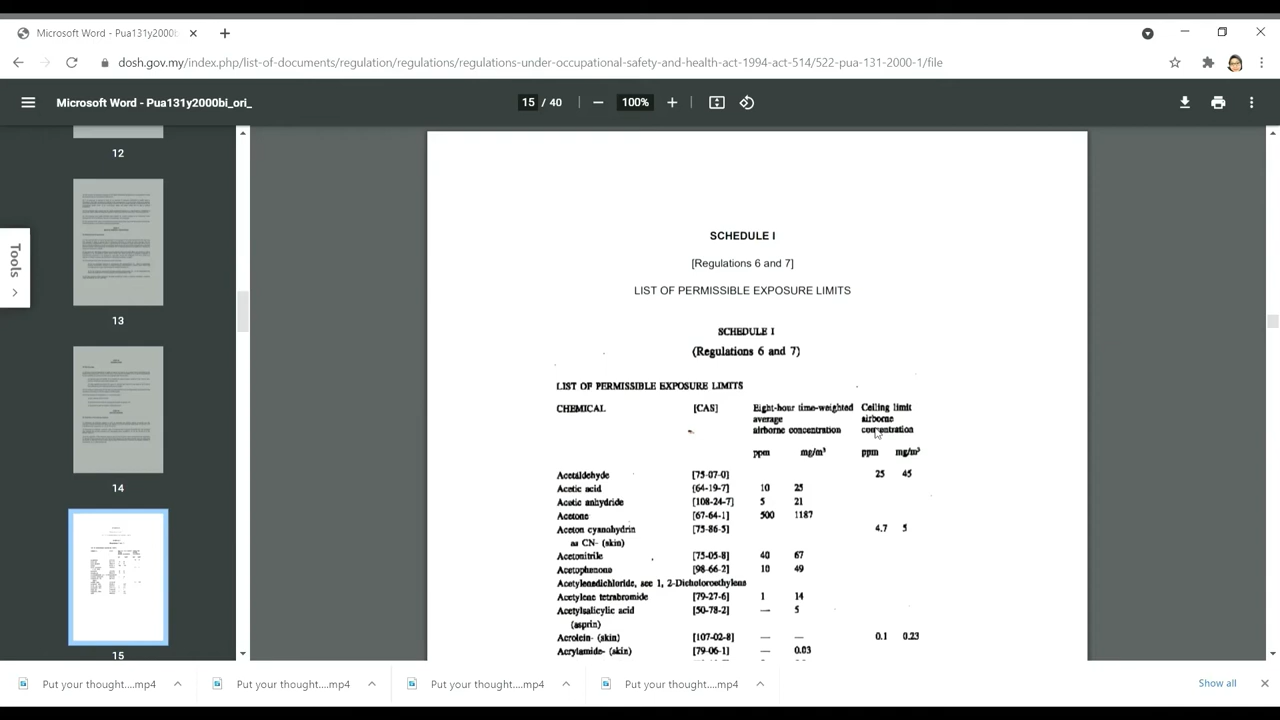 Microsoft Word - Pua131y2000b
dosh.gov.my/index.php/list-of-documents/regulation/regulations/regulations-under-occupational-safety-and-health-act-1994-act-514/522-pua-131-2000-1/file
Microsoft Word - Pua131y2000bi_ori_
15 / 40
100%
12
13
14
15
Tools
SCHEDULE I
[Regulations 6 and 7]
LIST OF PERMISSIBLE EXPOSURE LIMITS
SCHEDULE I
(Regulations 6 and 7)
LIST OF PERMISSIBLE EXPOSURE LIMITS
CHEMICAL [CAS] Eight-hour time-weighted Ceiling limit
average airborne
airborne concentration concentration
ppm mg/m³ ppm mg/m³
Acetaldehyde [75-07-0] 25 45
Acetic acid [64-19-7] 10 25
Acetic anhydride [108-24-7] 5 21
Acetone [67-64-1] 500 1187
Aceton cyanohydrin [75-86-5] 4.7 5
as CN- (skin)
Acetonitrile [75-05-8] 40 67
Acetophenone [98-66-2] 10 49
Acetylenedichloride, see 1, 2-Dicholoroethylene
Acetylene tetrabromide [79-27-6] 1 14
Acetylsalicylic acid [50-78-2] — 5
(asprin)
Acrolein- (skin) [107-02-8] — — 0.1 0.23
Acrylamide- (skin) [79-06-1] — 0.03
Put your thought....mp4
Put your thought....mp4
Put your thought....mp4
Put your thought....mp4
Show all